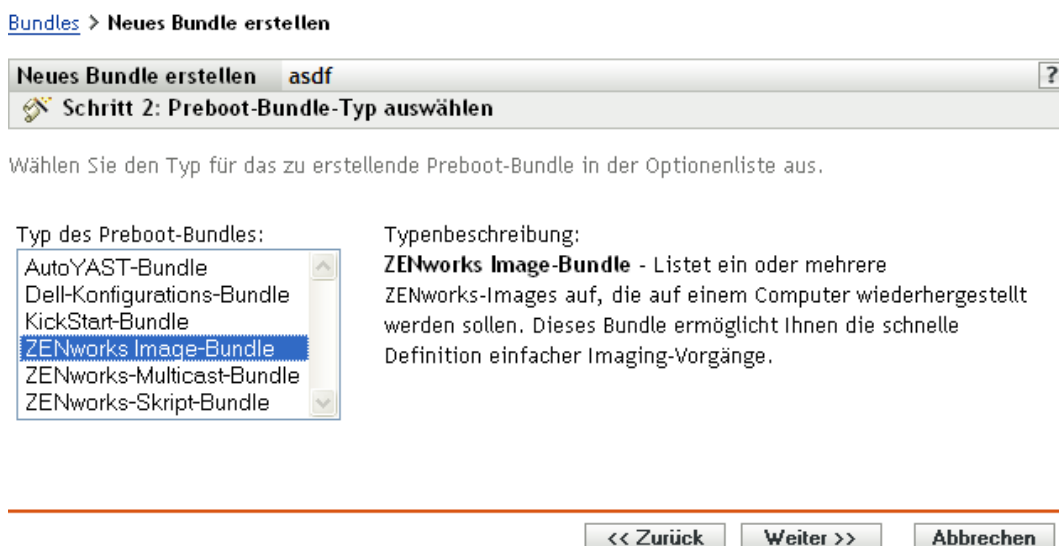 Bundles > Neues Bundle erstellen
Neues Bundle erstellen asdf ?
Schritt 2: Preboot-Bundle-Typ auswählen
Wählen Sie den Typ für das zu erstellende Preboot-Bundle in der Optionenliste aus.
Typ des Preboot-Bundles:
AutoYAST-Bundle
Dell-Konfigurations-Bundle
KickStart-Bundle
ZENworks Image-Bundle
ZENworks-Multicast-Bundle
ZENworks-Skript-Bundle
Typenbeschreibung:
ZENworks Image-Bundle - Listet ein oder mehrere
ZENworks-Images auf, die auf einem Computer wiederhergestellt
werden sollen. Dieses Bundle ermöglicht Ihnen die schnelle
Definition einfacher Imaging-Vorgänge.
<< Zurück Weiter >> Abbrechen